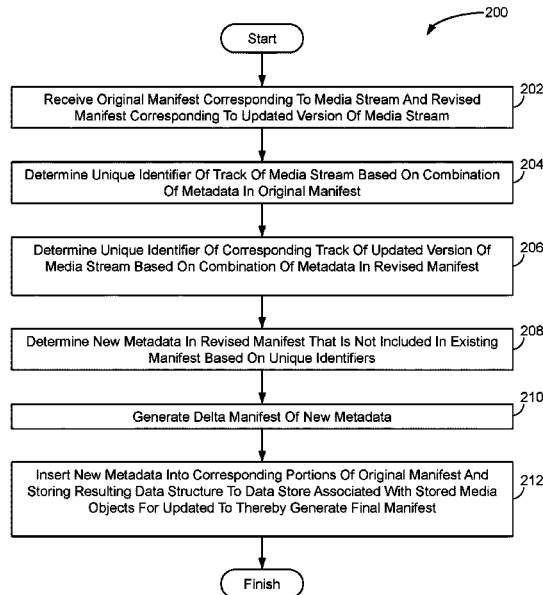 200
Start
202
Receive Original Manifest Corresponding To Media Stream And Revised
Manifest Corresponding To Updated Version Of Media Stream
204
Determine Unique Identifier Of Track Of Media Stream Based On Combination
Of Metadata In Original Manifest
206
Determine Unique Identifier Of Corresponding Track Of Updated Version Of
Media Stream Based On Combination Of Metadata In Revised Manifest
208
Determine New Metadata In Revised Manifest That Is Not Included In Existing
Manifest Based On Unique Identifiers
210
Generate Delta Manifest Of New Metadata
Insert New Metadata Into Corresponding Portions Of Original Manifest And
Storing Resulting Data Structure To Data Store Associated With Stored Media
212
Objects For Updated To Thereby Generate Final Manifest
Finish